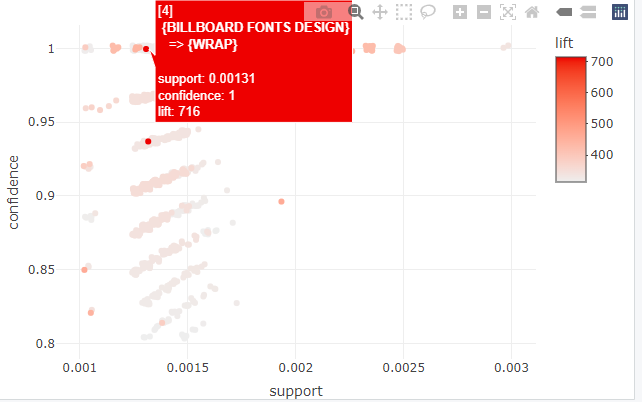 [4]
{BILLBOARD FONTS DESIGN}
=> {WRAP}
support: 0.00131
confidence: 1
lift: 716
lift
700
600
500
400
confidence
1
0.95
0.9
0.85
0.8
0.001
0.0015
0.002
0.0025
0.003
support